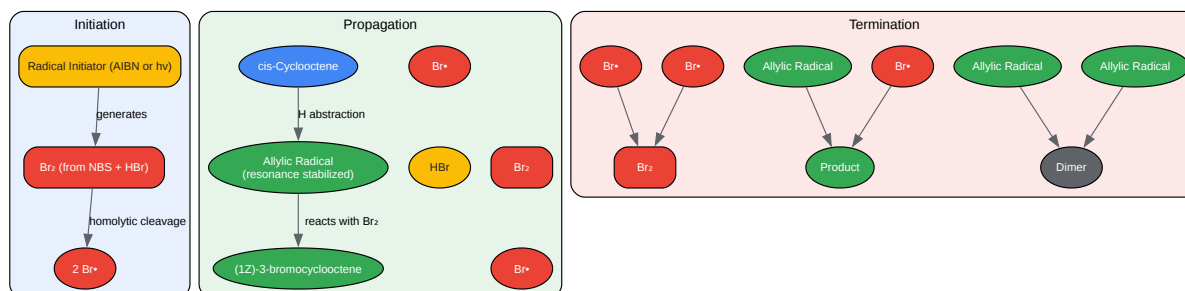 Initiation
Radical Initiator (AIBN or hv)
generates
Br₂ (from NBS + HBr)
homolytic cleavage
2 Br•
Propagation
cis-Cyclooctene
Br•
H abstraction
Allylic Radical
(resonance stabilized)
HBr
Br₂
reacts with Br₂
(1Z)-3-bromocyclooctene
Br•
Termination
Br•
Br•
Allylic Radical
Br•
Allylic Radical
Allylic Radical
Br₂
Product
Dimer